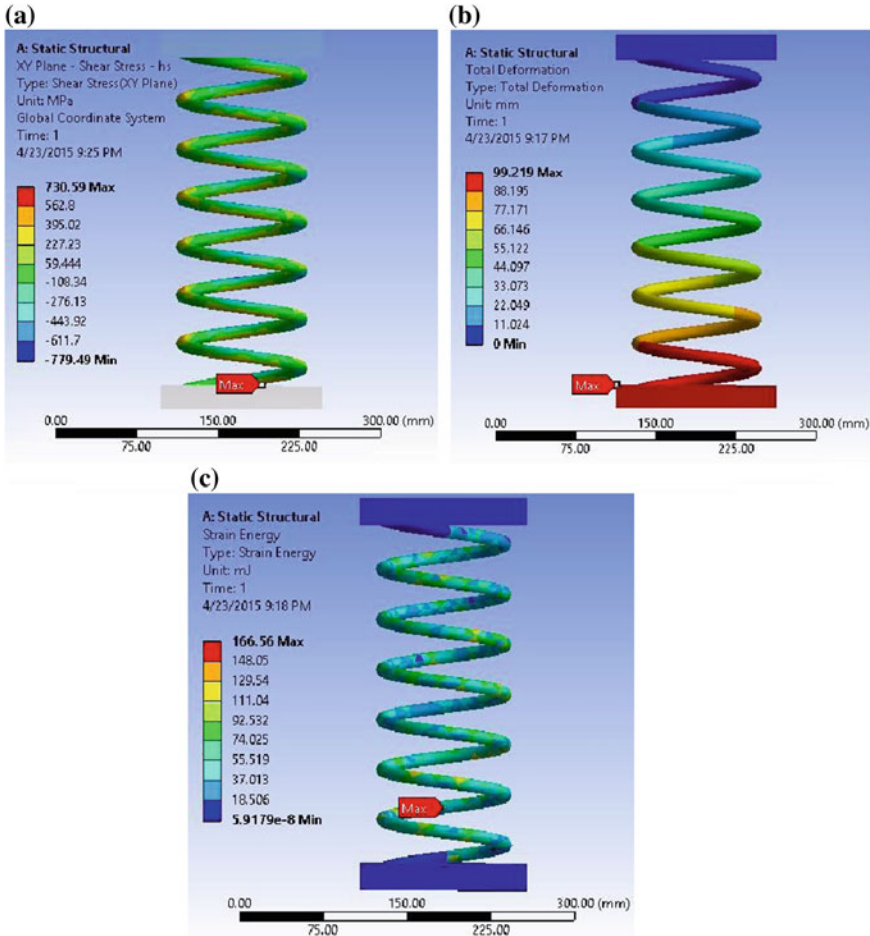 (a)
A: Static Structural
XY Plane - Shear Stress - hs
Type: Shear Stress(XY Plane)
Unit: MPa
Global Coordinate System
Time: 1
4/23/2015 9:25 PM
730.59 Max
562.8
395.02
227.23
59.444
-108.34
-276.13
-443.92
-611.7
-779.49 Min
Max
0.00 150.00 300.00 (mm)
75.00 225.00
(b)
A: Static Structural
Total Deformation
Type: Total Deformation
Unit: mm
Time: 1
4/23/2015 9:17 PM
99.219 Max
88.195
77.171
66.146
55.122
44.097
33.073
22.049
11.024
0 Min
Max
0.00 150.00 300.00 (mm)
75.00 225.00
(c)
A: Static Structural
Strain Energy
Type: Strain Energy
Unit: mJ
Time: 1
4/23/2015 9:18 PM
166.56 Max
148.05
129.54
111.04
92.532
74.025
55.519
37.013
18.506
5.9179e-8 Min
Max
0.00 150.00 300.00 (mm)
75.00 225.00